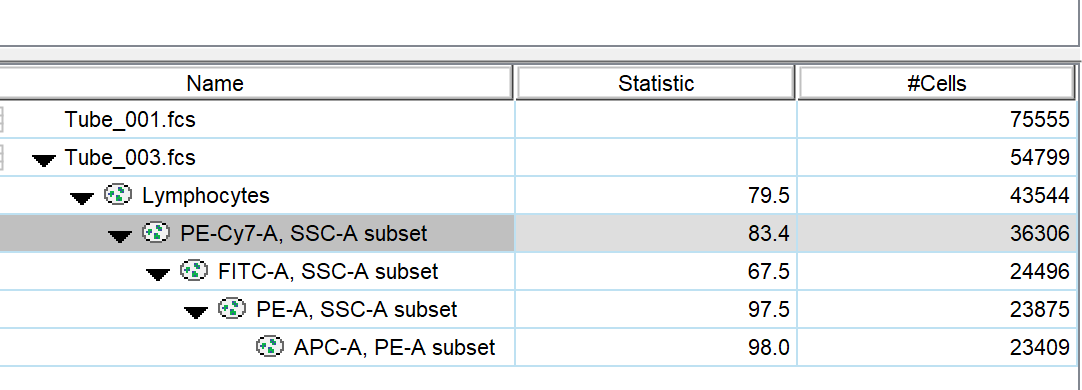 Name Statistic #Cells
Tube_001.fcs 75555
Tube_003.fcs 54799
Lymphocytes 79.5 43544
PE-Cy7-A, SSC-A subset 83.4 36306
FITC-A, SSC-A subset 67.5 24496
PE-A, SSC-A subset 97.5 23875
APC-A, PE-A subset 98.0 23409